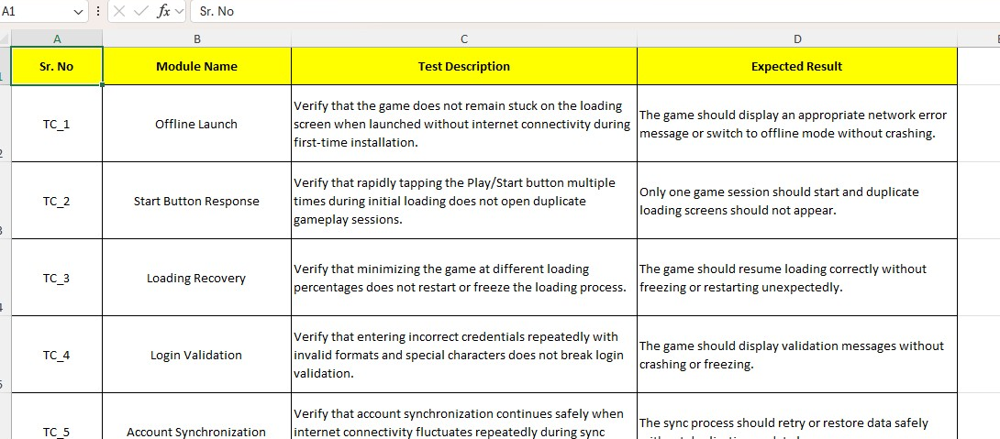 A1
fx
Sr. No
A
B
C
D
Sr. No
Module Name
Test Description
Expected Result
TC_1
Offline Launch
Verify that the game does not remain stuck on the loading
screen when launched without internet connectivity during
first-time installation.
The game should display an appropriate network error
message or switch to offline mode without crashing.
TC_2
Start Button Response
Verify that rapidly tapping the Play/Start button multiple
times during initial loading does not open duplicate
gameplay sessions.
Only one game session should start and duplicate
loading screens should not appear.
TC_3
Loading Recovery
Verify that minimizing the game at different loading
percentages does not restart or freeze the loading process.
The game should resume loading correctly without
freezing or restarting unexpectedly.
TC_4
Login Validation
Verify that entering incorrect credentials repeatedly with
invalid formats and special characters does not break login
validation.
The game should display validation messages without
crashing or freezing.
TC_5
Account Synchronization
Verify that account synchronization continues safely when
internet connectivity fluctuates repeatedly during sync
The sync process should retry or restore data safely